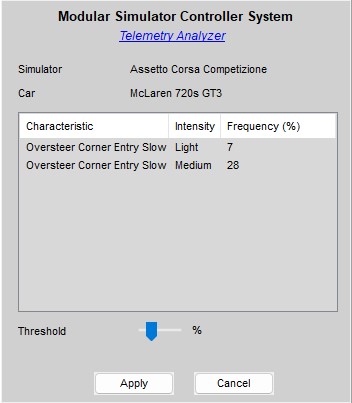 Modular Simulator Controller System
Telemetry Analyzer
Simulator Assetto Corsa Competizione
Car McLaren 720s GT3
Characteristic Intensity Frequency (%)
Oversteer Corner Entry Slow Light 7
Oversteer Corner Entry Slow Medium 28
Threshold %
Apply Cancel